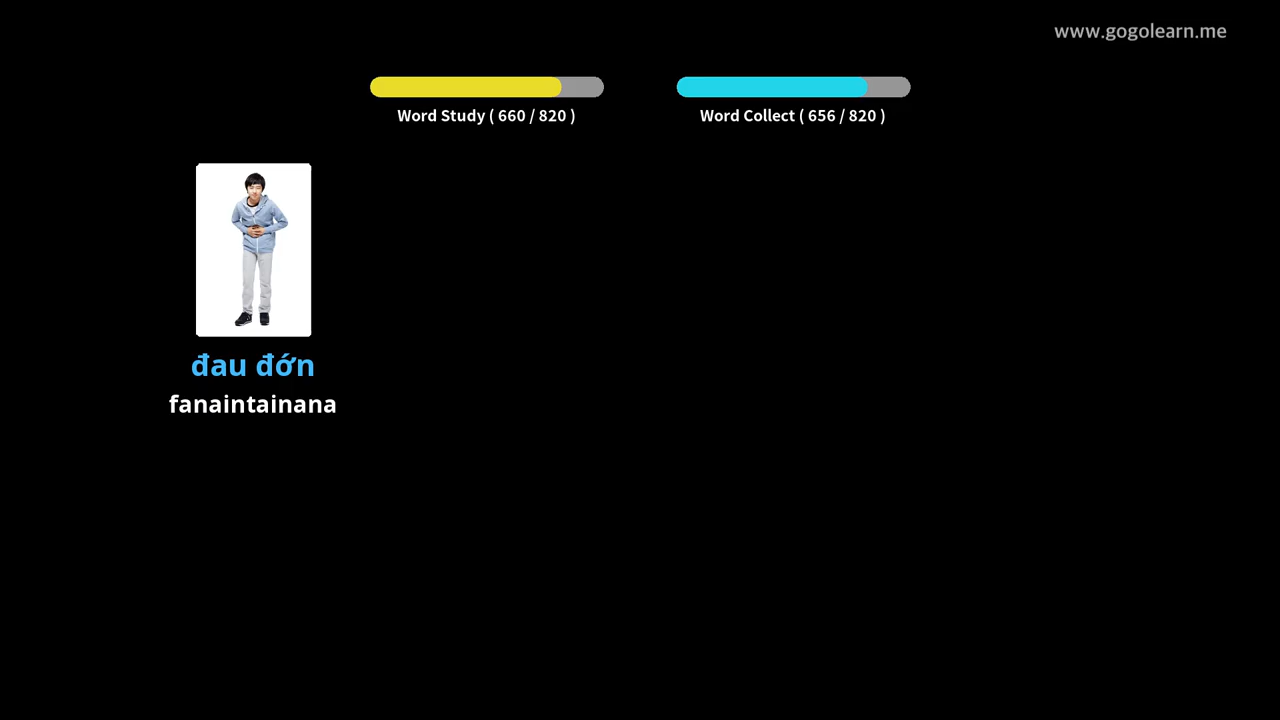 www.gogolearn.me
Word Study ( 660 / 820 )
Word Collect ( 656 / 820 )
đau đớn
fanaintainana